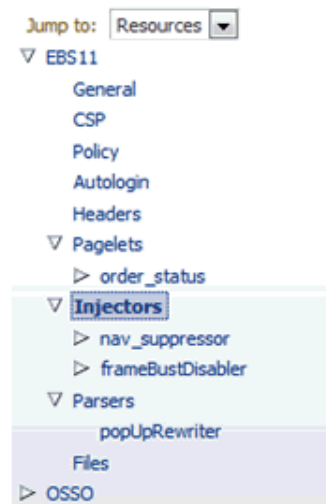 Jump to: Resources
EBS11
General
CSP
Policy
Autologin
Headers
Pagelets
order_status
Injectors
nav_suppressor
frameBustDisabler
Parsers
popUpRewriter
Files
OSSO